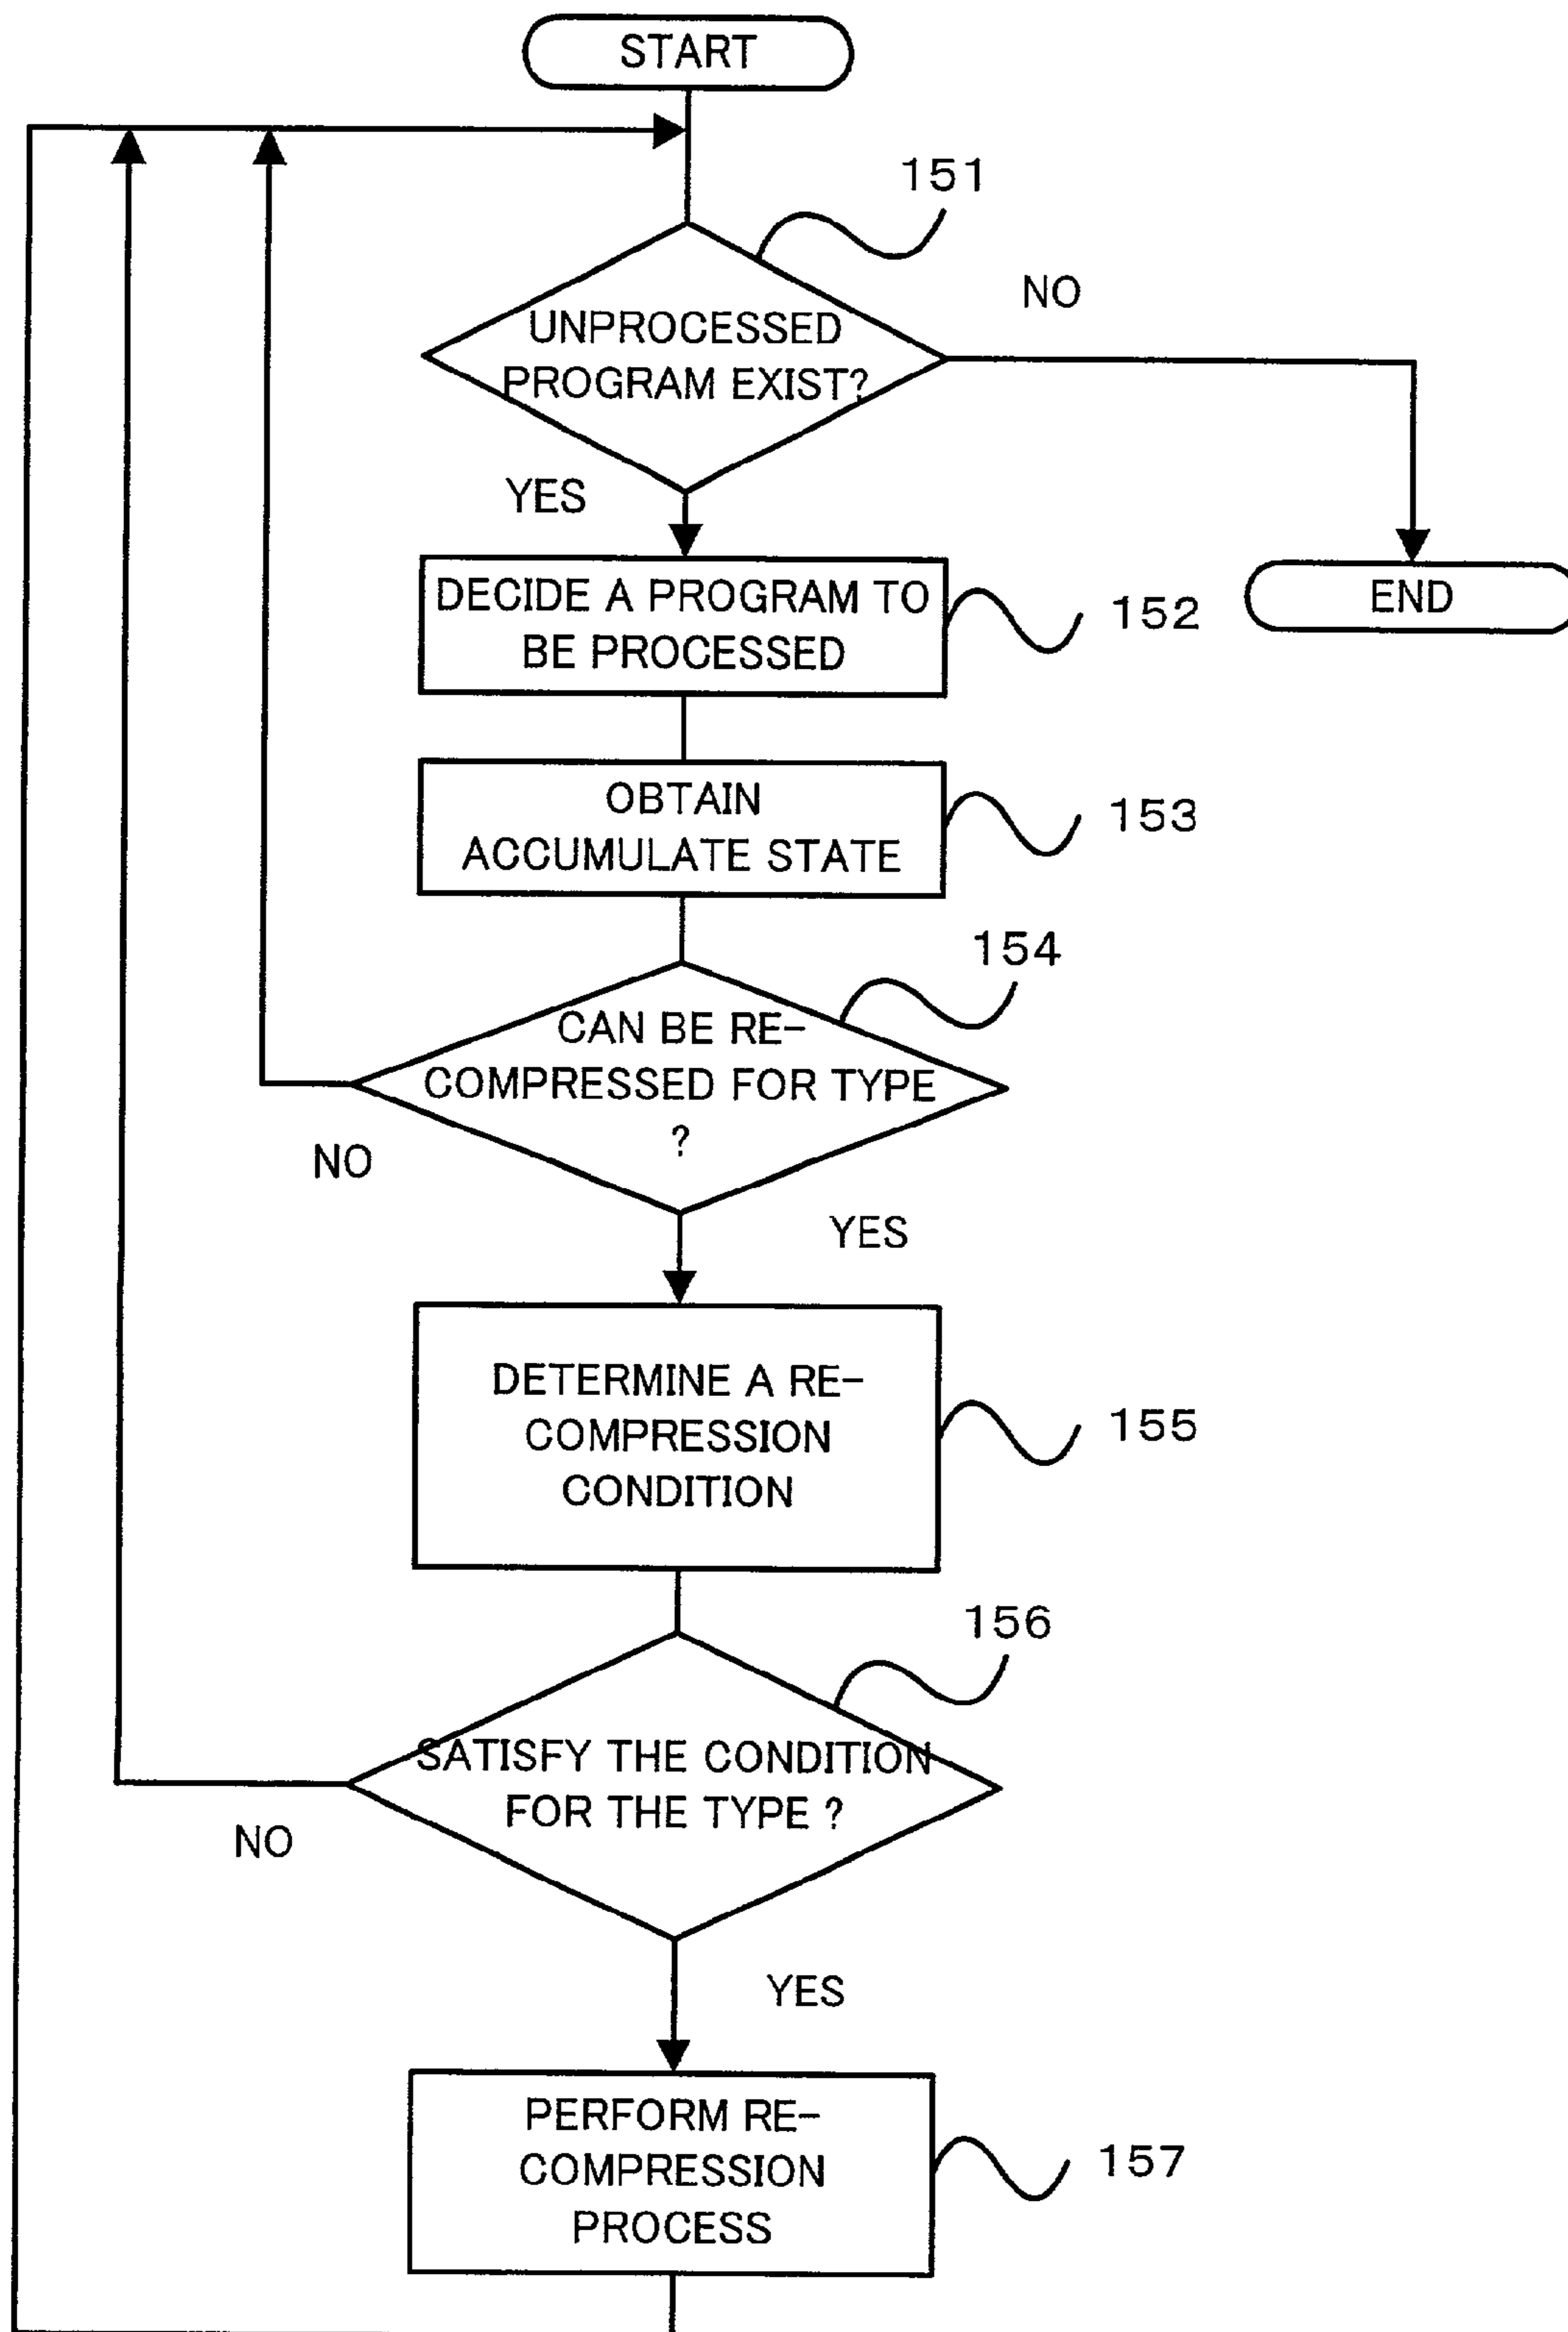 START
151
NO
UNPROCESSED
PROGRAM EXIST?
YES
DECIDE A PROGRAM TO
BE PROCESSED
152
END
OBTAIN
ACCUMULATE STATE
153
154
CAN BE RE-
COMPRESSED FOR TYPE
?
NO
YES
DETERMINE A RE-
COMPRESSION
CONDITION
155
156
SATISFY THE CONDITION
FOR THE TYPE ?
NO
YES
PERFORM RE-
COMPRESSION
PROCESS
157